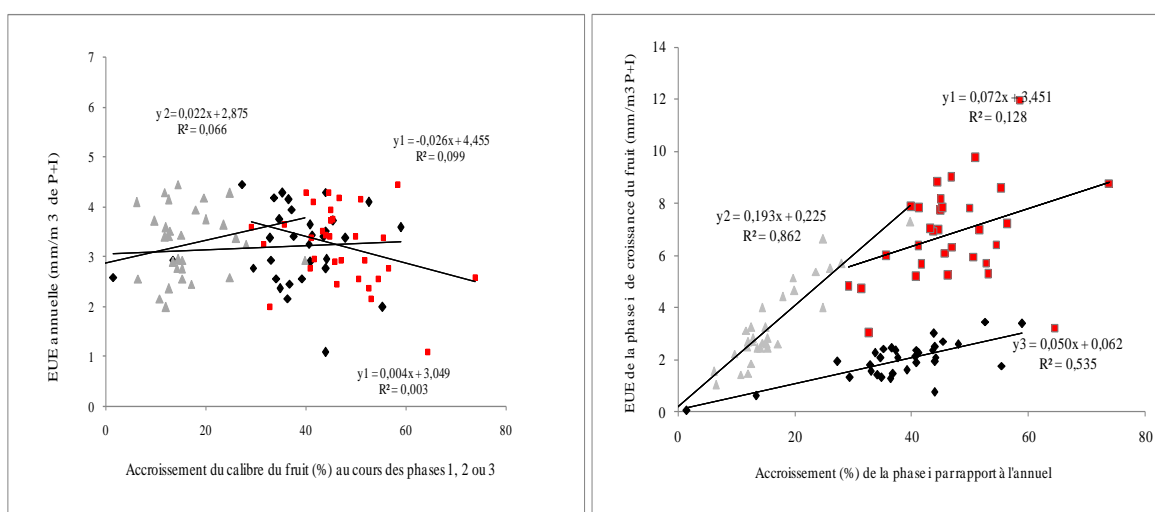 7
6
5
4
3
2
1
0
0
20
40
60
80
EUE annuelle (mm/m 3 de P+I)
y2 = 0,022x + 2,875
R² = 0,066
y1 = -0,026x + 4,455
R² = 0,099
y1 = 0,004x + 3,049
R² = 0,003
Accroissement du calibre du fruit (%) au cours des phases 1, 2 ou 3
14
12
10
8
6
4
2
0
0
20
40
60
80
EUE de la phase i de croissance du fruit (mm/m3 P+I)
y1 = 0,072x + 3,451
R² = 0,128
y2 = 0,193x + 0,225
R² = 0,862
y3 = 0,050x + 0,062
R² = 0,535
Accroissement (%) de la phase i par rapport à l'annuel